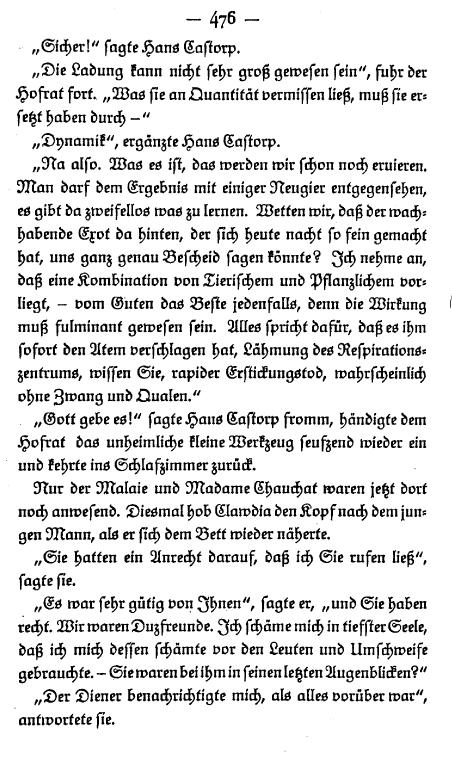 — 476 —
„Sicher!“ sagte Hans Castorp.
„Die Ladung kann nicht sehr groß gewesen sein“, fuhr der
Hofrat fort. „Was sie an Quantität vermissen ließ, muß sie er-
setzt haben durch –“
„Dynamik“, ergänzte Hans Castorp.
„Na also. Was es ist, das werden wir schon noch eruieren.
Man darf dem Ergebnis mit einiger Neugier entgegensehen,
es gibt da zweifellos was zu lernen. Wetten wir, daß der wach-
habende Exot da hinten, der sich heute nacht so fein gemacht
hat, uns ganz genau Bescheid sagen könnte? Ich nehme an,
daß eine Kombination von Tierischem und Pflanzlichem vor-
liegt, – vom Guten das Beste jedenfalls, denn die Wirkung
muß fulminant gewesen sein. Alles spricht dafür, daß es ihm
sofort den Atem verschlagen hat, Lähmung des Respirations-
zentrums, wissen Sie, rapider Erstickungstod, wahrscheinlich
ohne Zwang und Qualen.“
„Gott gebe es!“ sagte Hans Castorp fromm, händigte dem
Hofrat das unheimliche kleine Werkzeug seufzend wieder ein
und kehrte ins Schlafzimmer zurück.
Nur der Malaie und Madame Chauchat waren jetzt dort
noch anwesend. Diesmal hob Clawdia den Kopf nach dem jun-
gen Mann, als er sich dem Bett wieder näherte.
„Sie hatten ein Anrecht darauf, daß ich Sie rufen ließ“,
sagte sie.
„Es war sehr gütig von Ihnen“, sagte er, „und Sie haben
recht. Wir waren Duzfreunde. Ich schäme mich in tiefster Seele,
daß ich mich dessen schämte vor den Leuten und Umschweife
gebrauchte. – Sie waren bei ihm in seinen letzten Augenblicken?“
„Der Diener benachrichtigte mich, als alles vorüber war“,
antwortete sie.